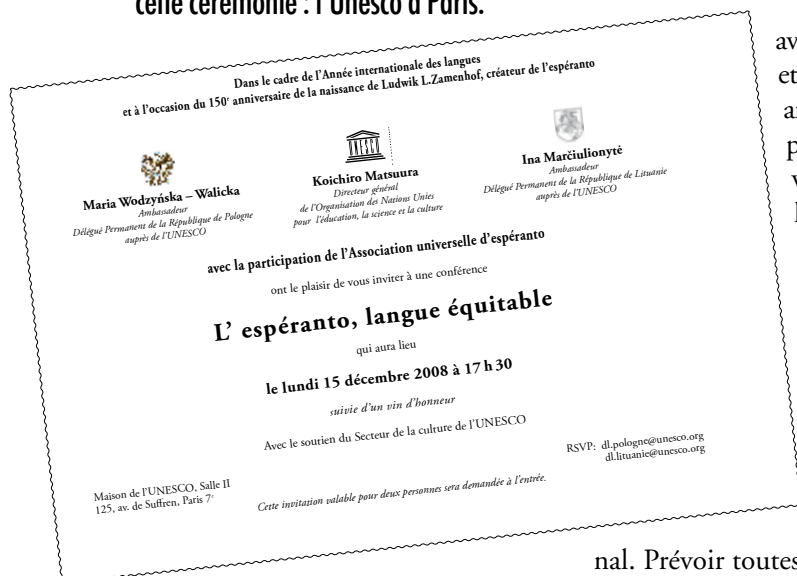 cette cérémonie : l'Unesco à Paris.
Dans le cadre de l'Année internationale des langues
et à l'occasion du 150e anniversaire de la naissance de Ludwik L.Zamenhof, créateur de l'espéranto
UNESCO
Maria Wodzyńska – Walicka
Ambassadeur
Délégué Permanent de la République de Pologne
auprès de l'UNESCO
Koichiro Matsuura
Directeur général
de l'Organisation des Nations Unies
pour l'éducation, la science et la culture
Ina Marčiulionytė
Ambassadeur
Délégué Permanent de la République de Lituanie
auprès de l'UNESCO
avec la participation de l'Association universelle d'espéranto
ont le plaisir de vous inviter à une conférence
L' espéranto, langue équitable
qui aura lieu
le lundi 15 décembre 2008 à 17 h 30
suivie d'un vin d'honneur
Avec le soutien du Secteur de la culture de l'UNESCO
RSVP: dl.pologne@unesco.org
dl.lituanie@unesco.org
Maison de l'UNESCO, Salle II
125, av. de Suffren, Paris 7e
Cette invitation valable pour deux personnes sera demandée à l'entrée.
av
et
nal. Prévoir toutes